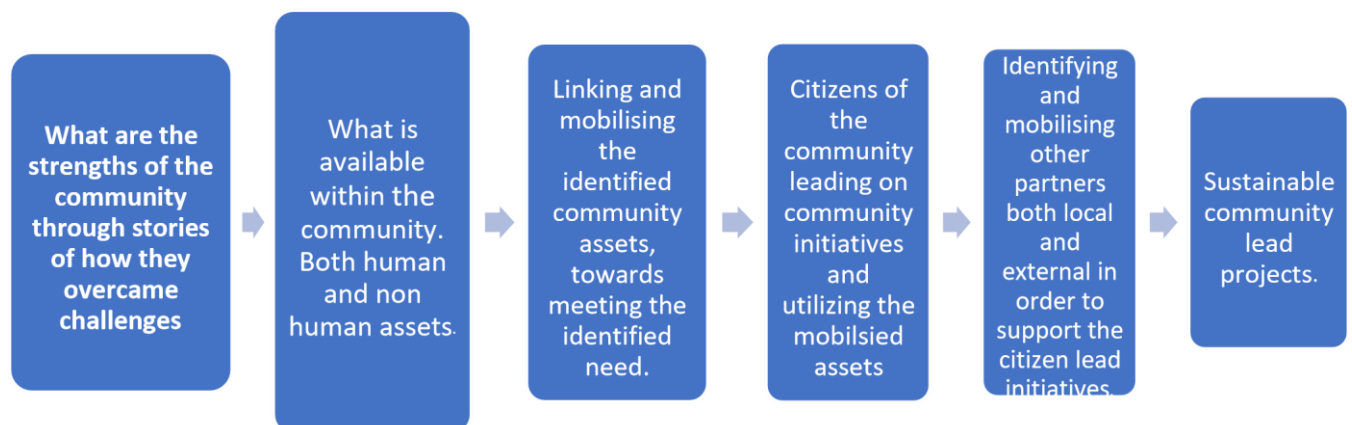 What are the
strengths of the
community
through stories
of how they
overcame
challenges
What is
available
within the
community.
Both human
and non
human assets.
Linking and
mobilising
the
identified
community
assets,
towards
meeting the
identified
need.
Citizens of
the
community
leading on
community
initiatives
and
utilizing the
mobilsied
assets
Identifying
and
mobilising
other
partners
both local
and
external in
order to
support the
citizen lead
initiatives.
Sustainable
community
lead
projects.